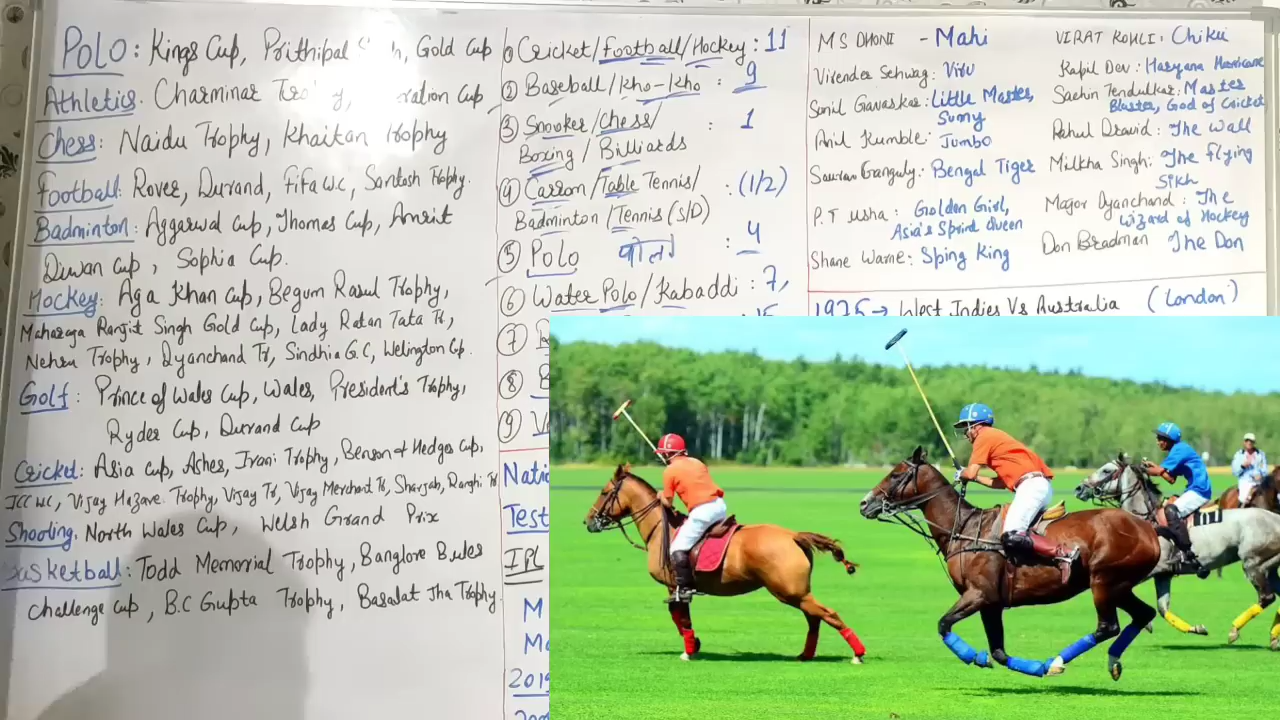 POLO: Kings Cup, Prithipal Gold Cup
Athletics. Charminar Cup
Chess: Naidu Trophy, Khaitan Trophy
Football: Rover, Durand, Fifa W.C, Santosh Trophy.
Badminton: Aggarwal Cup, Thomas Cup, Amrit
Diwan Cup, Sophia Cup.
Hockey: Aga Khan Cup, Begum Rasul Trophy,
Maharaja Ranjit Singh Gold Cup, Lady Ratan Tata Tr,
Nehru Trophy, Dyanchand Tr, Sindhia G.C, Welington Cp.
Golf: Prince of Wales Cup, Wales, President's Trophy,
Ryder Cup, Durand Cup
Cricket: Asia Cup, Ashes, Irani Trophy, Benson & Hedges Cup,
ICC WC, Vijay Hazare Trophy, Vijay Tr, Vijay Merchant Tr, Sharjah, Ranji Tr
Shooting. North Wales Cup, Welsh Grand Prix
Basketball: Todd Memorial Trophy, Banglore Bules
Challenge Cup, B.C Gupta Trophy, Basalat Jha Trophy.
① Cricket/Football/Hockey: 11
② Baseball/Kho-Kho: 9
③ Snooker/Chess/ : 1
Boxing/Billiards
④ Carrom/Table Tennis/ : (1/2)
Badminton/Tennis (S/D)
⑤ Polo पोलो : 4
⑥ Water Polo/Kabaddi: 7,
⑦
⑧
⑨
Test
IPL
M
2019
MS DHONI - Mahi
Virender Sehwag: Viru
Sunil Gavaskar: Little Master,
Sunny
Anil Kumble: Jumbo
Saurav Ganguly: Bengal Tiger
P.T Usha: Golden Girl,
Asia's Sprint Queen
Shane Warne: Sping King
VIRAT KOHLI: Chiku
Kapil Dev: Haryana Hurricane
Sachin Tendulkar: Master
Blaster, God of Cricket
Rahul Dravid: The Wall
Milkha Singh: The Flying
Sikh
Major Dyanchand: The
Wizard of Hockey
Don Bradman The Don
1975→ West Indies Vs Australia (London)